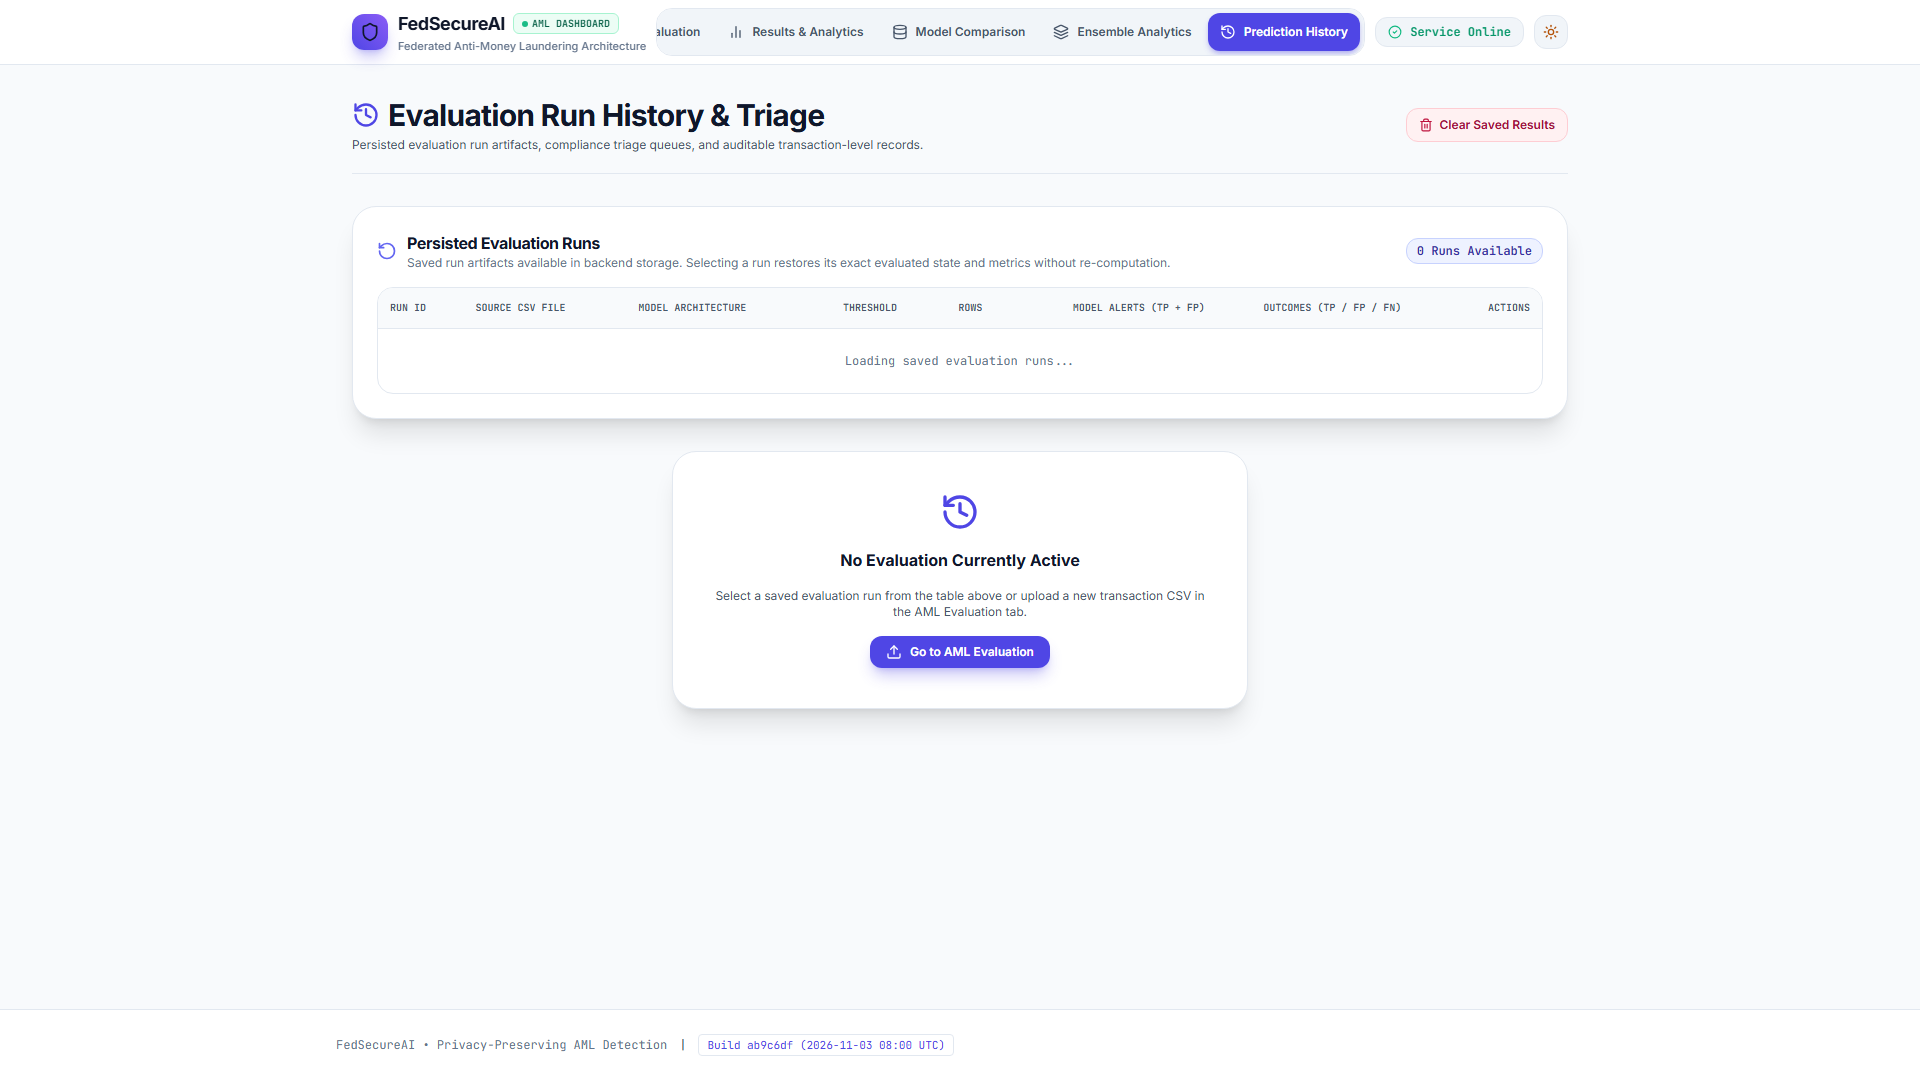 FedSecureAI
AML DASHBOARD
Federated Anti-Money Laundering Architecture
aluation
Results & Analytics
Model Comparison
Ensemble Analytics
Prediction History
Service Online
Evaluation Run History & Triage
Persisted evaluation run artifacts, compliance triage queues, and auditable transaction-level records.
Clear Saved Results
Persisted Evaluation Runs
Saved run artifacts available in backend storage. Selecting a run restores its exact evaluated state and metrics without re-computation.
0 Runs Available
RUN ID
SOURCE CSV FILE
MODEL ARCHITECTURE
THRESHOLD
ROWS
MODEL ALERTS (TP + FP)
OUTCOMES (TP / FP / FN)
ACTIONS
Loading saved evaluation runs...
No Evaluation Currently Active
Select a saved evaluation run from the table above or upload a new transaction CSV in
the AML Evaluation tab.
Go to AML Evaluation
FedSecureAI • Privacy-Preserving AML Detection | Build ab9c6df (2026-11-03 08:00 UTC)